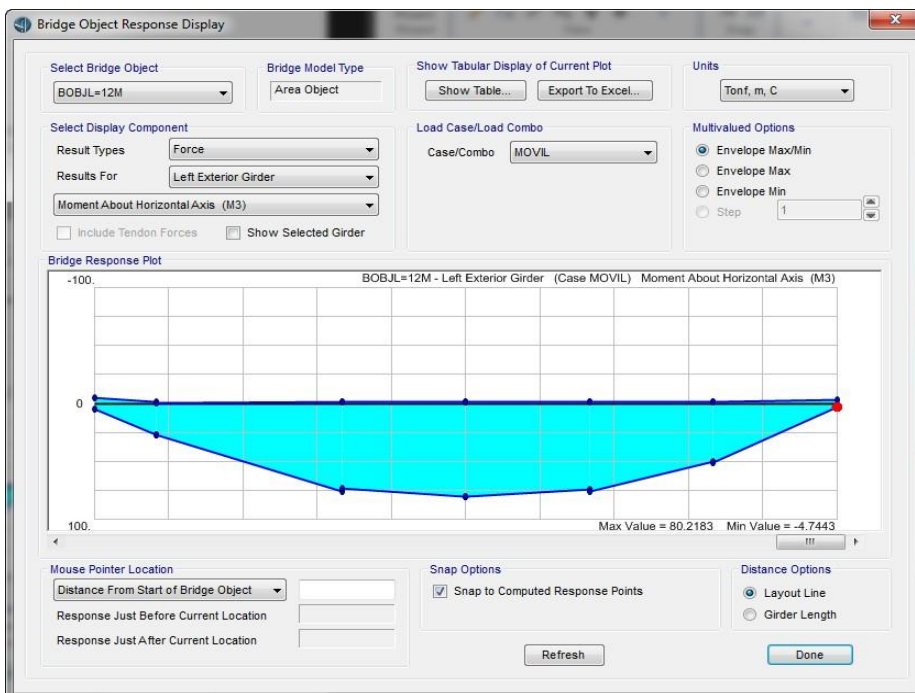 Bridge Object Response Display
Select Bridge Object
BOBJL=12M
Bridge Model Type
Area Object
Show Tabular Display of Current Plot
Show Table...
Export To Excel...
Units
Tonf, m, C
Select Display Component
Result Types
Force
Results For
Left Exterior Girder
Moment About Horizontal Axis (M3)
Include Tendon Forces
Show Selected Girder
Load Case/Load Combo
Case/Combo
MOVIL
Multivalued Options
Envelope Max/Min
Envelope Max
Envelope Min
Step
1
Bridge Response Plot
-100.
BOBJL=12M - Left Exterior Girder (Case MOVIL) Moment About Horizontal Axis (M3)
0
100.
Max Value = 80.2183 Min Value = -4.7443
Mouse Pointer Location
Distance From Start of Bridge Object
Response Just Before Current Location
Response Just After Current Location
Snap Options
Snap to Computed Response Points
Distance Options
Layout Line
Girder Length
Refresh
Done